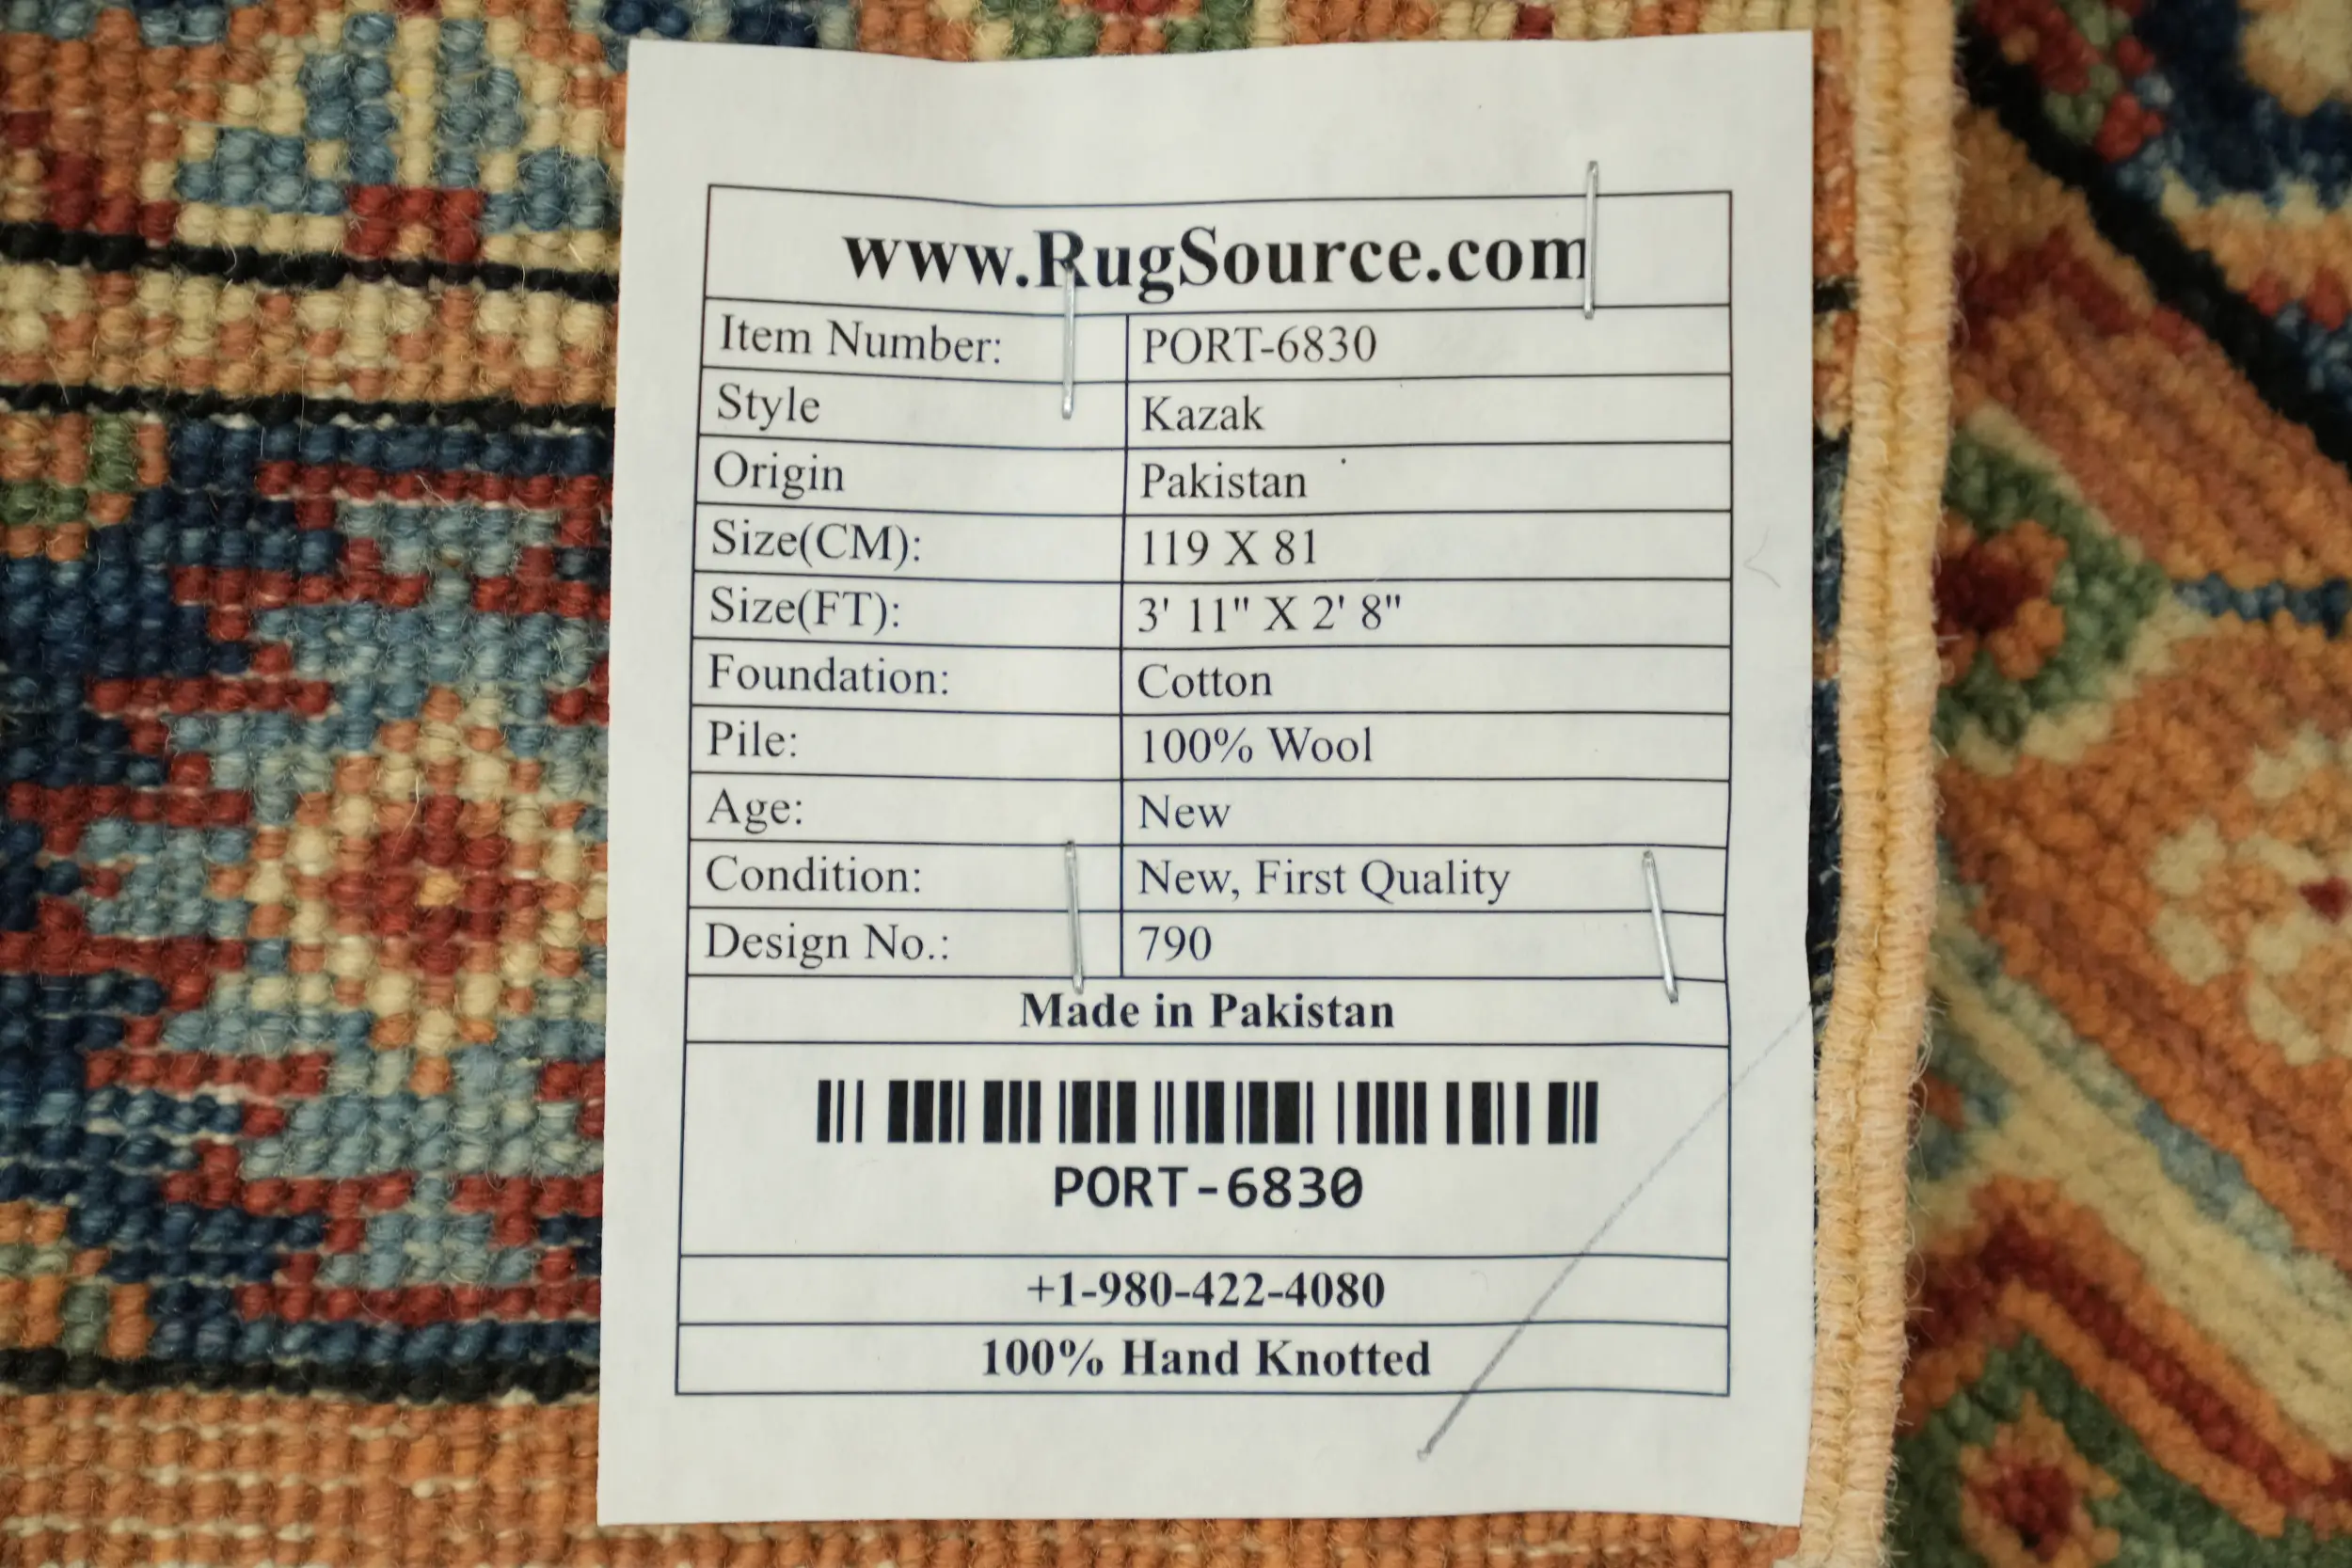 www.RugSource.com
Item Number: PORT-6830
Style Kazak
Origin Pakistan
Size(CM): 119 X 81
Size(FT): 3' 11" X 2' 8"
Foundation: Cotton
Pile: 100% Wool
Age: New
Condition: New, First Quality
Design No.: 790
Made in Pakistan
PORT-6830
+1-980-422-4080
100% Hand Knotted